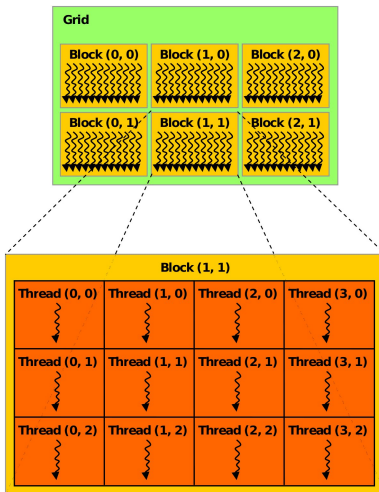 Grid
Block (0, 0) Block (1, 0) Block (2, 0)
Block (0, 1) Block (1, 1) Block (2, 1)
Block (1, 1)
Thread (0, 0) Thread (1, 0) Thread (2, 0) Thread (3, 0)
Thread (0, 1) Thread (1, 1) Thread (2, 1) Thread (3, 1)
Thread (0, 2) Thread (1, 2) Thread (2, 2) Thread (3, 2)